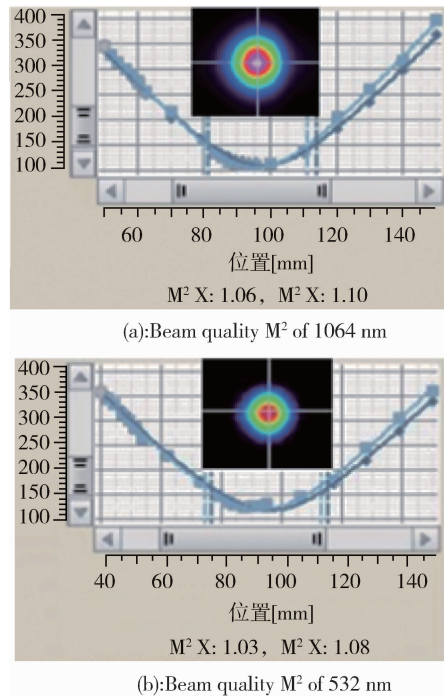 400
350
300
250
200
150
100
60 80 100 120 140
位置[mm]
M² X: 1.06，M² X: 1.10
(a):Beam quality M² of 1064 nm
400
350
300
250
200
150
100
40 60 80 100 120 140
位置[mm]
M² X: 1.03，M² X: 1.08
(b):Beam quality M² of 532 nm